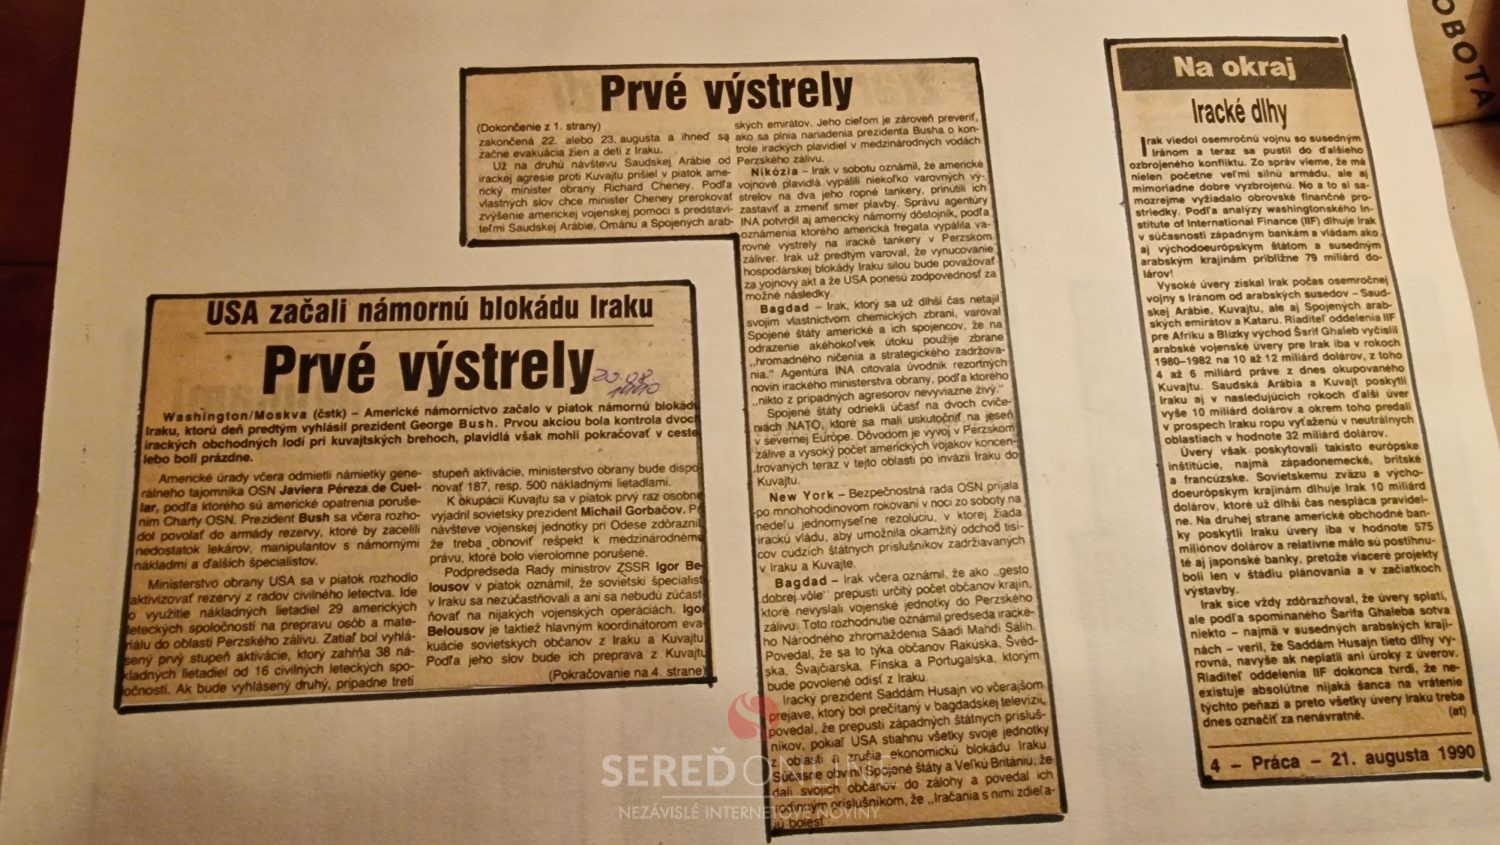 USA začali námornú blokádu Iraku
Prvé výstrely
20.08.
1990
Washington/Moskva (čstk) – Americké námorníctvo začalo v piatok námornú blokádu
Iraku, ktorú deň predtým vyhlásil prezident George Bush. Prvou akciou bola kontrola dvoch
irackých obchodných lodí pri kuvajtských brehoch, plavidlá však mohli pokračovať v ceste
lebo boli prázdne.
Americké úrady včera odmietli námietky gene-
rálneho tajomníka OSN Javiera Péreza de Cuel-
lar, podľa ktorého sú americké opatrenia poruše-
ním Charty OSN. Prezident Bush sa včera rozho-
dol povolať do armády rezervy, ktoré by zacelili
nedostatok lekárov, manipulantov s námornými
nákladmi a ďalších špecialistov.
Ministerstvo obrany USA sa v piatok rozhodlo
aktivizovať rezervy z radov civilného letectva. Ide
o využitie nákladných lietadiel 29 amerických
leteckých spoločností na prepravu osôb a mate-
riálu do oblasti Perzského zálivu. Zatiaľ bol vyhlá-
sený prvý stupeň aktivácie, ktorý zahŕňa 38 ná-
kladných lietadiel od 16 civilných leteckých spo-
ločností. Ak bude vyhlásený druhý, prípadne tretí
stupeň aktivácie, ministerstvo obrany bude dispo-
novať 187, resp. 500 nákladnými lietadlami.
K okupácii Kuvajtu sa v piatok prvý raz osobne
vyjadril sovietsky prezident Michail Gorbačov. Pri
návšteve vojenskej jednotky pri Odese zdôraznil,
že treba „obnoviť rešpekt k medzinárodnému
právu, ktoré bolo vierolomne porušené.
Podpredseda Rady ministrov ZSSR Igor Be-
lousov v piatok oznámil, že sovietski špecialisti
v Iraku sa nezúčastňovali a ani sa nebudú zúčast-
ňovať na nijakých vojenských operáciách. Igor
Belousov je taktiež hlavným koordinátorom eva-
kuácie sovietskych občanov z Iraku a Kuvajtu.
Podľa jeho slov bude ich preprava z Kuvajtu
(Pokračovanie na 4. strane)
Prvé výstrely
(Dokončenie z 1. strany)
zakončená 22. alebo 23. augusta a ihneď sa
začne evakuácia žien a detí z Iraku.
Už na druhú návštevu Saudskej Arábie od
irackej agresie proti Kuvajtu prišiel v piatok ame-
rický minister obrany Richard Cheney. Podľa
vlastných slov chce minister Cheney prerokovať
zvýšenie americkej vojenskej pomoci s predstavi-
teľmi Saudskej Arábie, Ománu a Spojených arab-
ských emirátov. Jeho cieľom je zároveň preveriť,
ako sa plnia nariadenia prezidenta Busha o kon-
trole irackých plavidiel v medzinárodných vodách
Perzského zálivu.
Nikózia – Irak v sobotu oznámil, že americké
vojnové plavidlá vypálili niekoľko varovných vý-
strelov na dva jeho ropné tankery, prinútili ich
zastaviť a zmeniť smer plavby. Správu agentúry
INA potvrdil aj americký námorný dôstojník, podľa
oznámenia ktorého americká fregata vypálila va-
rovné výstrely na iracké tankery v Perzskom
zálive. Irak už predtým varoval, že vynucovanie
hospodárskej blokády Iraku silou bude považovať
za vojnový akt a že USA ponesú zodpovednosť za
možné následky.
Bagdad – Irak, ktorý sa už dlhší čas netajil
svojím vlastníctvom chemických zbraní, varoval
Spojené štáty americké a ich spojencov, že na
odrazenie akéhokoľvek útoku použije zbrane
„hromadného ničenia a strategického zadržova-
nia.“ Agentúra INA citovala úvodník rezortných
novín irackého ministerstva obrany, podľa ktorého
„nikto z prípadných agresorov nevyviazne živý.“
Spojené štáty odriekli účasť na dvoch cviče-
niach NATO, ktoré sa mali uskutočniť na jeseň
v severnej Európe. Dôvodom je vývoj v Perzskom
zálive a vysoký počet amerických vojakov koncen-
trovaných teraz v tejto oblasti po invázii Iraku do
Kuvajtu.
New York – Bezpečnostná rada OSN prijala
po mnohohodinovom rokovaní v noci zo soboty na
nedeľu jednomyseľne rezolúciu, v ktorej žiada
irackú vládu, aby umožnila okamžitý odchod tisí-
cov cudzích štátnych príslušníkov zadržiavaných
v Iraku a Kuvajte.
Bagdad – Irak včera oznámil, že ako „gesto
dobrej vôle“ prepustí určitý počet občanov krajín,
ktoré nevyslali vojenské jednotky do Perzského
zálivu. Toto rozhodnutie oznámil predseda iracké-
ho Národného zhromaždenia Sáadi Mahdi Sálih.
Povedal, že sa to týka občanov Rakúska, Švéd-
ska, Švajčiarska, Fínska a Portugalska, ktorým
bude povolené odísť z Iraku.
Iracký prezident Saddám Husajn vo včerajšom
prejave, ktorý bol prečítaný v bagdadskej televízii,
povedal, že prepustí západných štátnych prísluš-
níkov, pokiaľ USA stiahnu všetky svoje jednotky
z oblasti a zrušia ekonomickú blokádu Iraku.
Súčasne obvinil Spojené štáty a Veľkú Britániu, že
dali svojich občanov do zálohy a povedal ich
rodinným príslušníkom, že „Iračania s nimi zdieľa-
jú bolesť“
Na okraj
Iracké dlhy
Irak viedol osemročnú vojnu so susedným
Iránom a teraz sa pustil do ďalšieho
ozbrojeného konfliktu. Zo správ vieme, že má
nielen početne veľmi silnú armádu, ale aj
mimoriadne dobre vyzbrojenú. No a to si sa-
mozrejme vyžiadalo obrovské finančné pro-
striedky. Podľa analýzy washingtonského In-
stitute of International Finance (IIF) dlhuje Irak
v súčasnosti západným bankám a vládam ako
aj východoeurópskym štátom a susedným
arabským krajinám približne 79 miliárd do-
lárov!
Vysoké úvery získal Irak počas osemročnej
vojny s Iránom od arabských susedov – Saud-
skej Arábie, Kuvajtu, ale aj Spojených arab-
ských emirátov a Kataru. Riaditeľ oddelenia IIF
pre Afriku a Blízky východ Šaríf Ghaleb vyčíslil
arabské vojenské úvery pre Irak iba v rokoch
1980–1982 na 10 až 12 miliárd dolárov, z toho
4 až 6 miliárd práve z dnes okupovaného
Kuvajtu. Saudská Arábia a Kuvajt poskytli
Iraku aj v nasledujúcich rokoch ďalší úver
vyše 10 miliárd dolárov a okrem toho predali
v prospech Iraku ropu vyťaženú v neutrálnych
oblastiach v hodnote 32 miliárd dolárov.
Úvery však poskytovali takisto európske
inštitúcie, najmä západonemecké, britské
a francúzske. Sovietskemu zväzu a výcho-
doeurópskym krajinám dlhuje Irak 10 miliárd
dolárov, ktoré už dlhší čas nespláca pravidel-
ne. Na druhej strane americké obchodné ban-
ky poskytli Iraku úvery iba v hodnote 575
miliónov dolárov a relatívne málo sú postihnu-
té aj japonské banky, pretože viaceré projekty
boli len v štádiu plánovania a v začiatkoch
výstavby.
Irak síce vždy zdôrazňoval, že úvery splatí,
ale podľa spomínaného Šarifa Ghaleba sotva
niekto – najmä v susedných arabských kraji-
nách – veril, že Saddám Husajn tieto dlhy vy-
rovná, navyše ak neplatil ani úroky z úverov.
Riaditeľ oddelenia IIF dokonca tvrdí, že ne-
existuje absolútne nijaká šanca na vrátenie
týchto peňazí a preto všetky úvery Iraku treba
dnes označiť za nenávratné. (at)
4 – Práca – 21. augusta 1990
OBOTA
SEREĎONLINE
NEZÁVISLÉ INTERNETOVÉ NOVINY